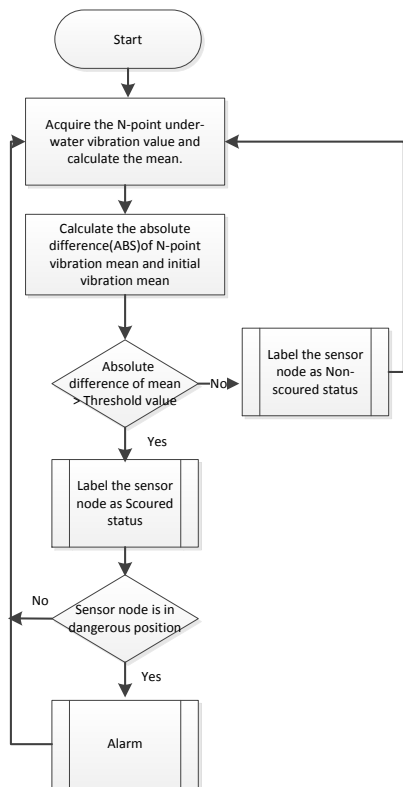 Start
Acquire the N-point under-
water vibration value and
calculate the mean.
Calculate the absolute
difference(ABS)of N-point
vibration mean and initial
vibration mean
Absolute
difference of mean
> Threshold value
No
Label the sensor
node as Non-
scoured status
Yes
Label the sensor
node as Scoured
status
No
Sensor node is in
dangerous position
Yes
Alarm